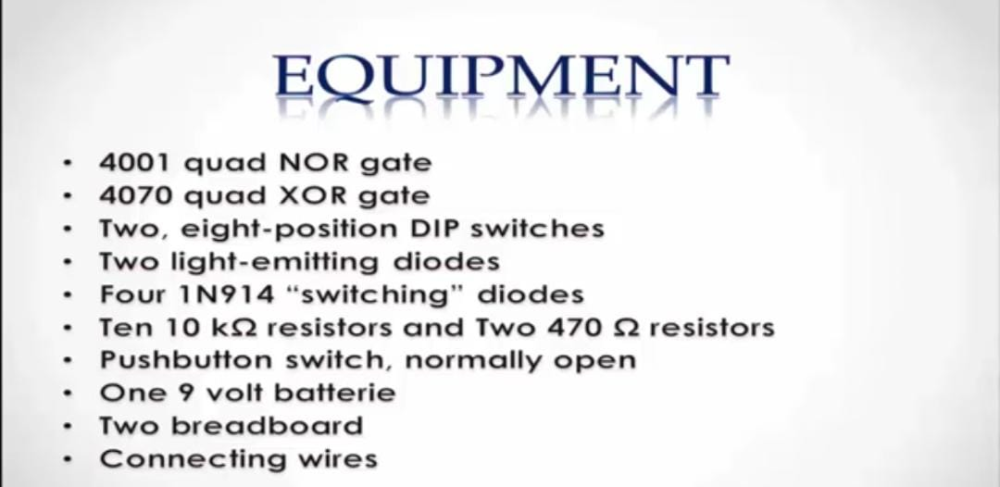 EQUIPMENT
• 4001 quad NOR gate
• 4070 quad XOR gate
• Two, eight-position DIP switches
• Two light-emitting diodes
• Four 1N914 “switching” diodes
• Ten 10 kΩ resistors and Two 470 Ω resistors
• Pushbutton switch, normally open
• One 9 volt batterie
• Two breadboard
• Connecting wires